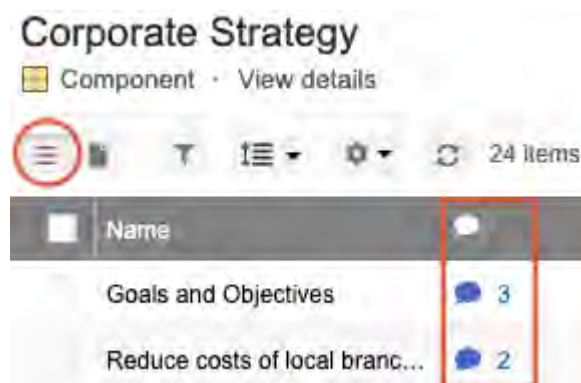 Corporate Strategy
Component · View details
24 items
Name
Goals and Objectives 3
Reduce costs of local branc... 2